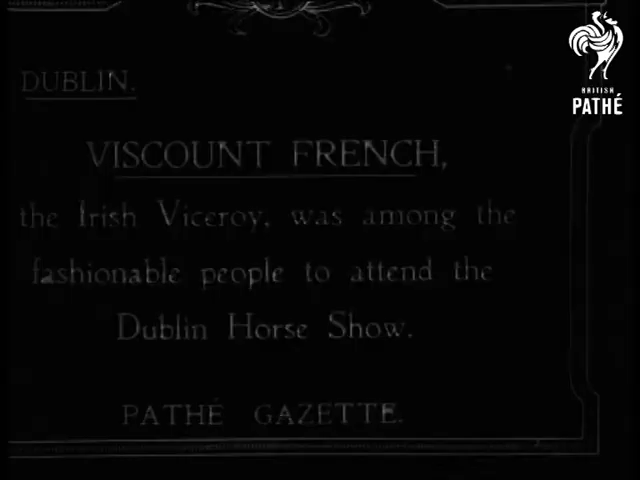 DUBLIN.
VISCOUNT FRENCH,
the Irish Viceroy, was among the
fashionable people to attend the
Dublin Horse Show.
PATHÉ GAZETTE.
BRITISH
PATHÉ